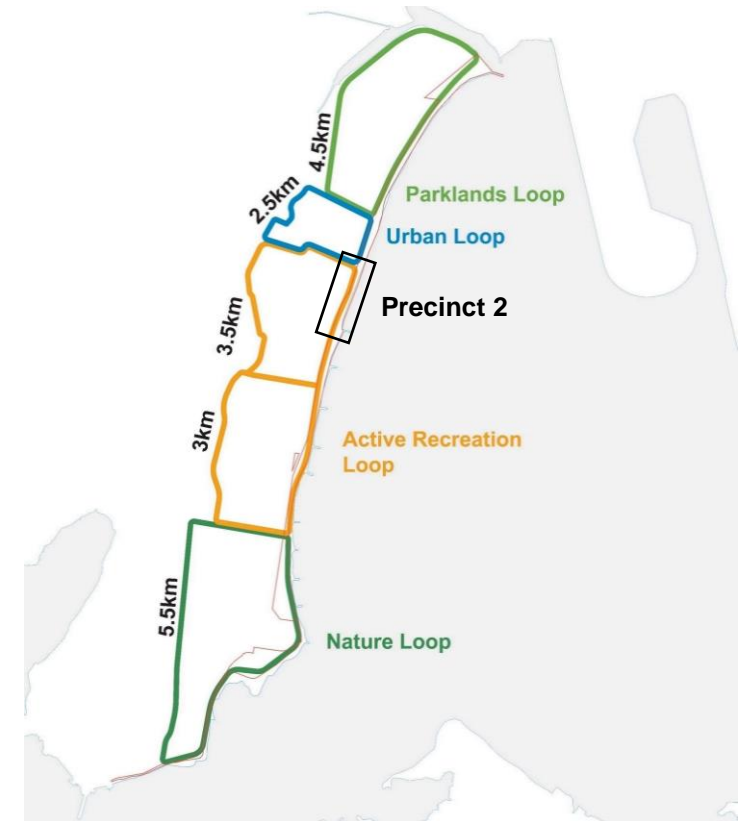 4.5km
Parklands Loop
2.5km
Urban Loop
Precinct 2
3.5km
3km
Active Recreation
Loop
5.5km
Nature Loop